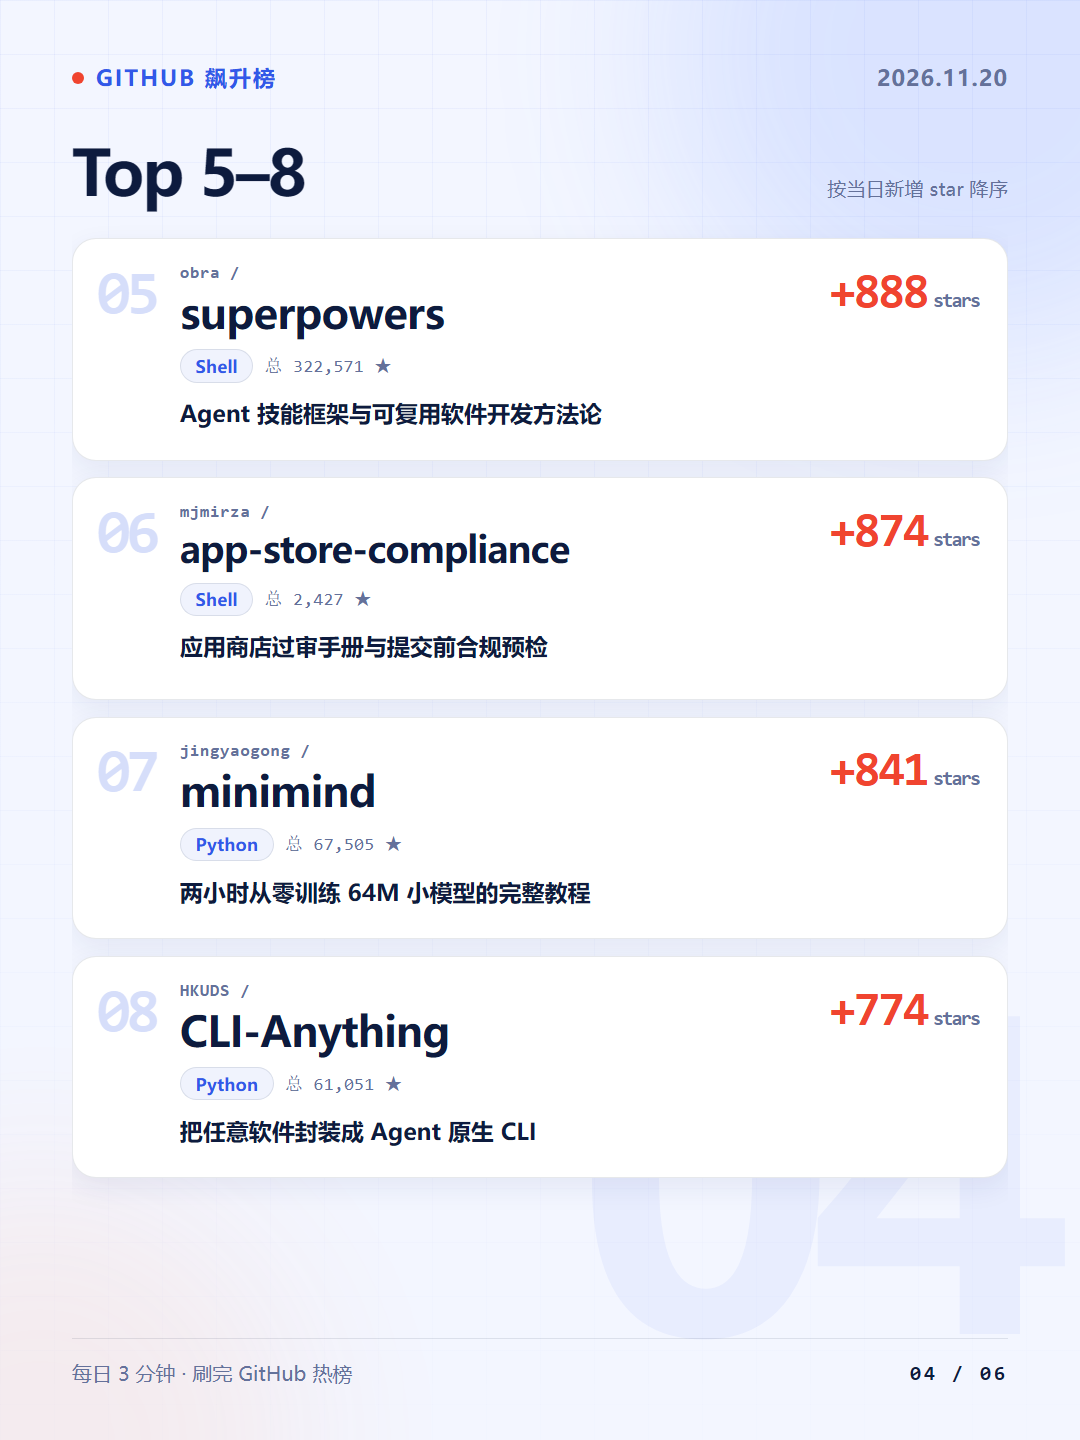 GITHUB 飙升榜
2026.11.20
Top 5–8
按当日新增 star 降序
05
obra /
superpowers
+888 stars
Shell 总 322,571 ★
Agent 技能框架与可复用软件开发方法论
06
mjmirza /
app-store-compliance
+874 stars
Shell 总 2,427 ★
应用商店过审手册与提交前合规预检
07
jingyaogong /
minimind
+841 stars
Python 总 67,505 ★
两小时从零训练 64M 小模型的完整教程
08
HKUDS /
CLI-Anything
+774 stars
Python 总 61,051 ★
把任意软件封装成 Agent 原生 CLI
04
每日 3 分钟 · 刷完 GitHub 热榜
04 / 06